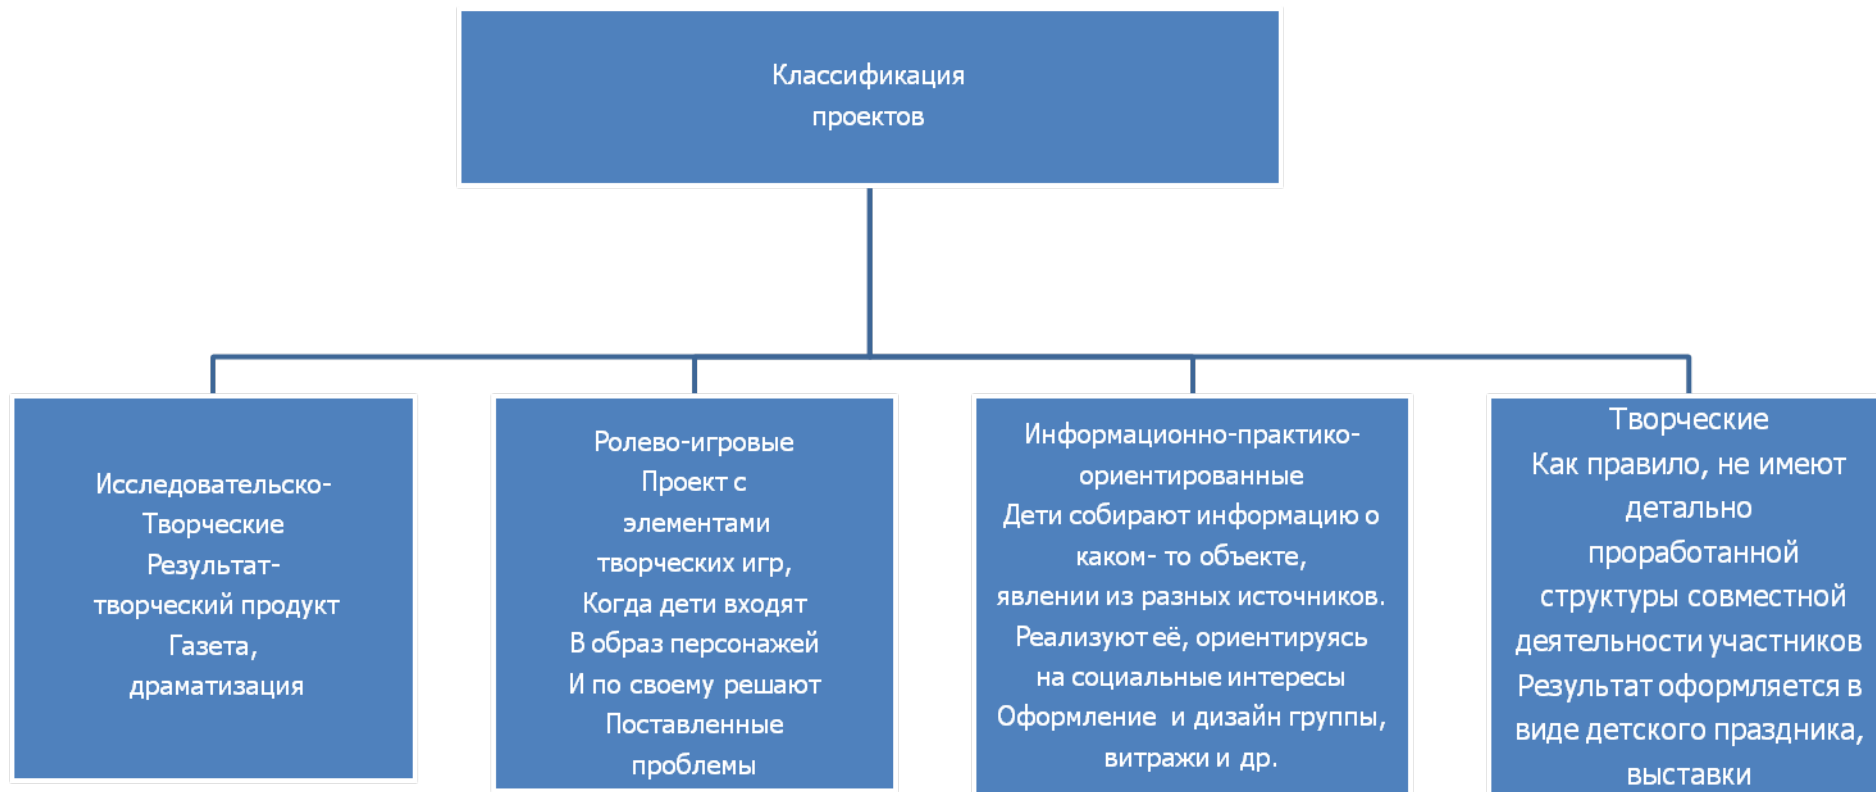 Классификация
проектов
Исследовательско-
Творческие
Результат-
творческий продукт
Газета,
драматизация
Ролево-игровые
Проект с
элементами
творческих игр,
Когда дети входят
В образ персонажей
И по своему решают
Поставленные
проблемы
Информационно-практико-
ориентированные
Дети собирают информацию о
каком- то объекте,
явлении из разных источников.
Реализуют её, ориентируясь
на социальные интересы
Оформление  и дизайн группы,
витражи и др.
Творческие
Как правило, не имеют
детально
проработанной
структуры совместной
деятельности участников
Результат оформляется в
виде детского праздника,
выставки